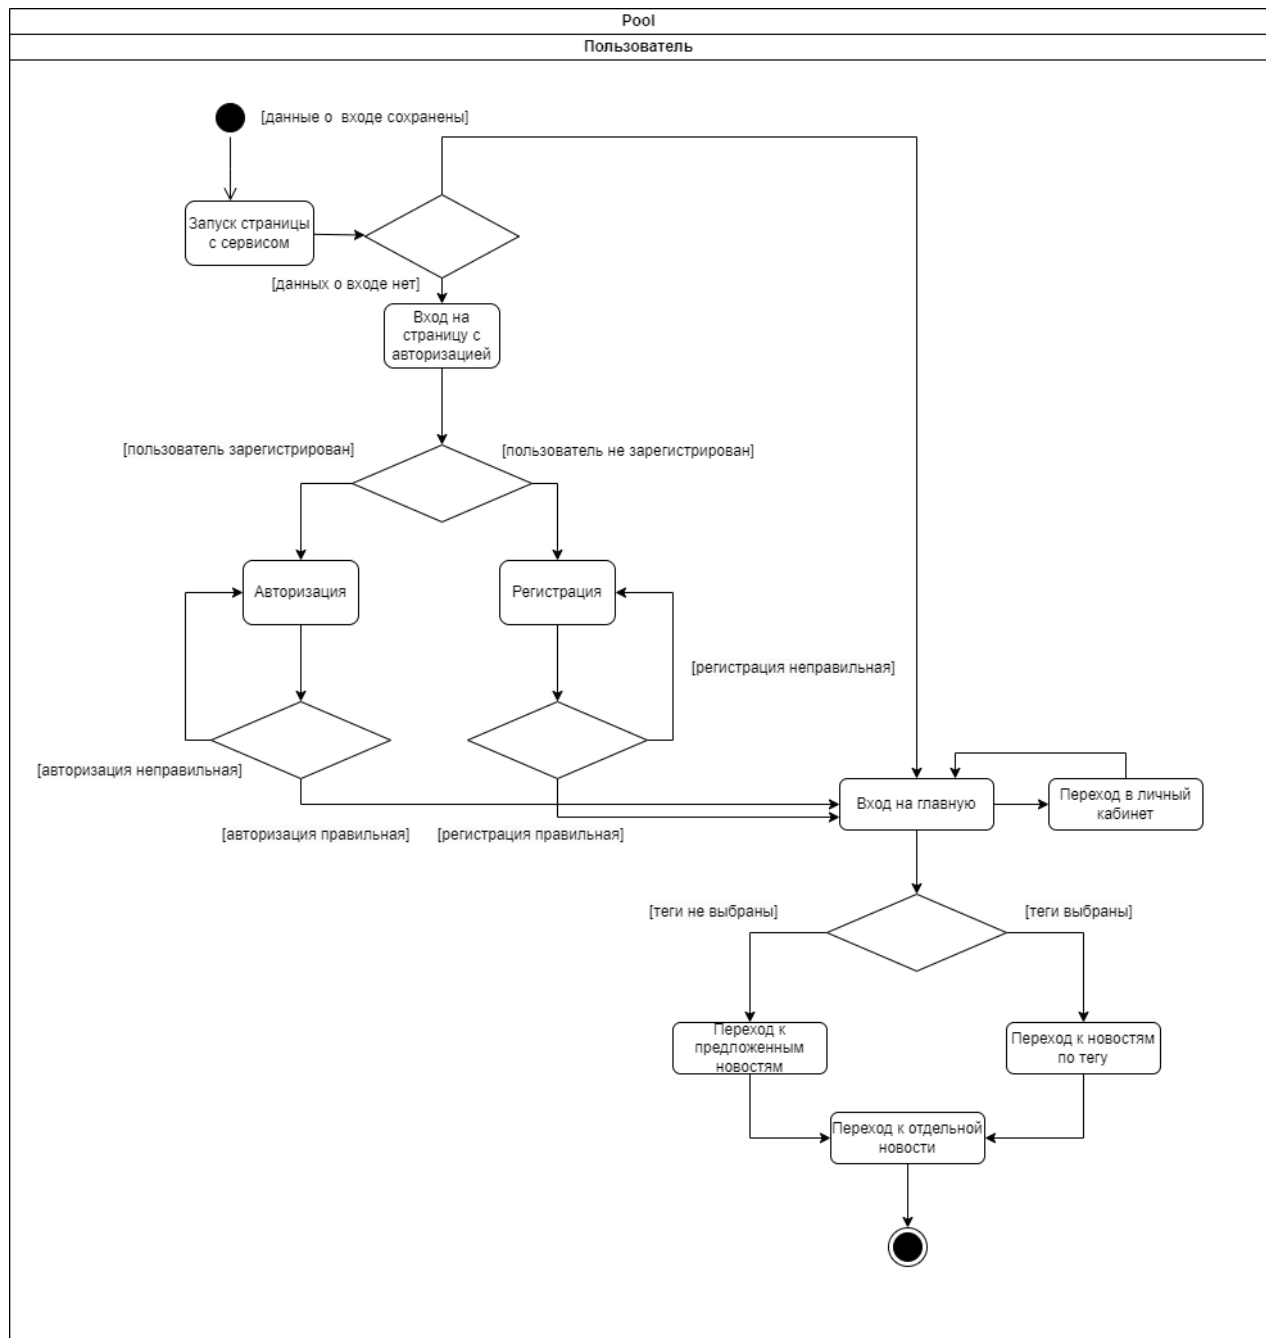 Pool
Пользователь
[данные о входе сохранены]
Запуск страницы
с сервисом
[данных о входе нет]
Вход на
страницу с
авторизацией
[пользователь зарегистрирован]
[пользователь не зарегистрирован]
Авторизация
Регистрация
[регистрация неправильная]
[авторизация неправильная]
Вход на главную
Переход в личный
кабинет
[авторизация правильная]
[регистрация правильная]
[теги не выбраны]
[теги выбраны]
Переход к
предложенным
новостям
Переход к новостям
по тегу
Переход к отдельной
новости